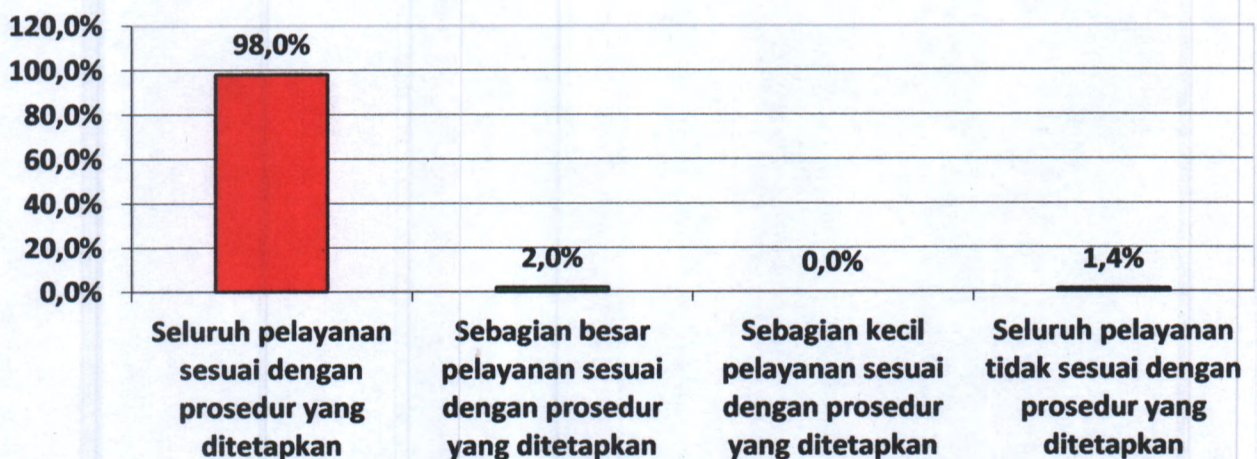 120,0%
100,0%
80,0%
60,0%
40,0%
20,0%
0,0%
98,0%
2,0%
0,0%
1,4%
Seluruh pelayanan
sesuai dengan
prosedur yang
ditetapkan
Sebagian besar
pelayanan sesuai
dengan prosedur
yang ditetapkan
Sebagian kecil
pelayanan sesuai
dengan prosedur
yang ditetapkan
Seluruh pelayanan
tidak sesuai dengan
prosedur yang
ditetapkan